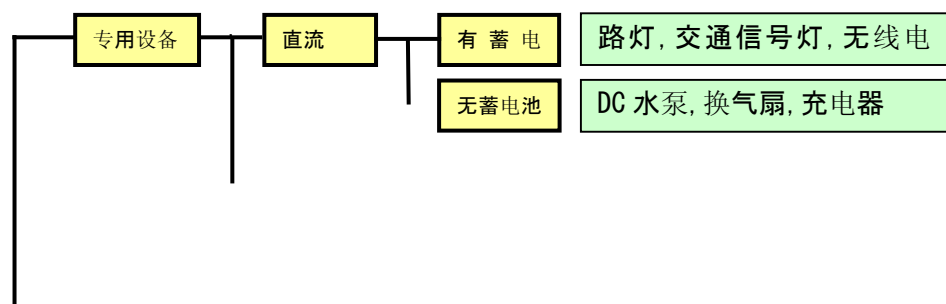 专用设备 直流 有 蓄 电 路灯,交通信号灯,无线电
无蓄电池 DC 水泵,换气扇,充电器